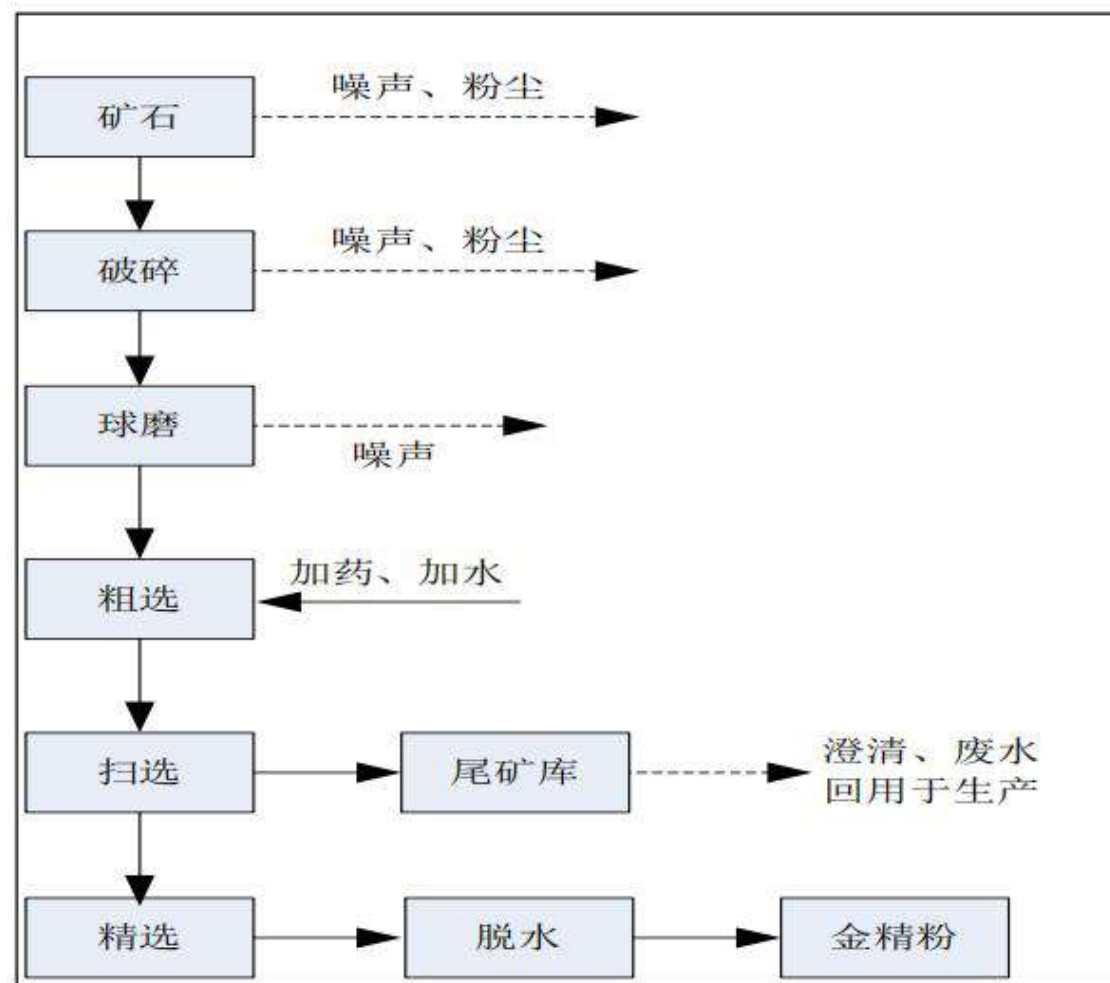 矿石
噪声、粉尘
破碎
噪声、粉尘
球磨
噪声
粗选
加药、加水
扫选
尾矿库
澄清、废水
回用于生产
精选
脱水
金精粉